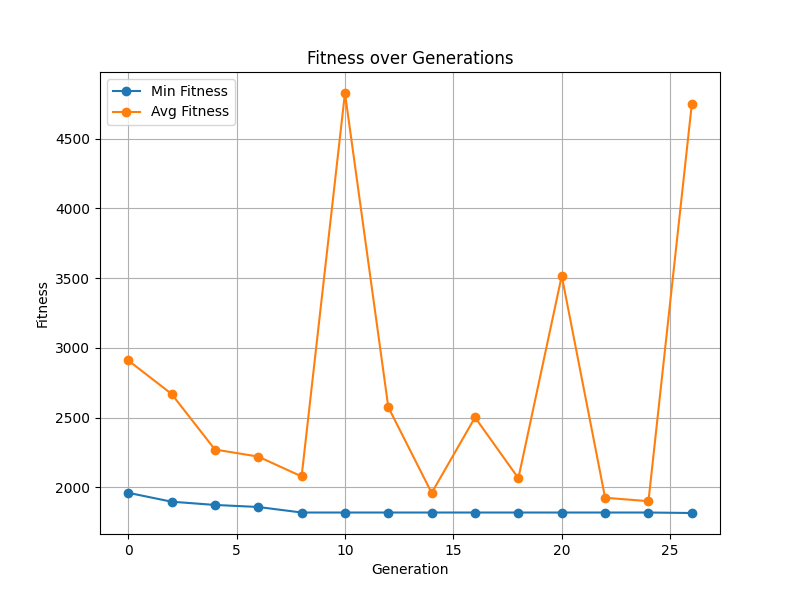 Fitness over Generations
Min Fitness
Avg Fitness
4500
4000
3500
3000
2500
2000
Fitness
0 5 10 15 20 25
Generation